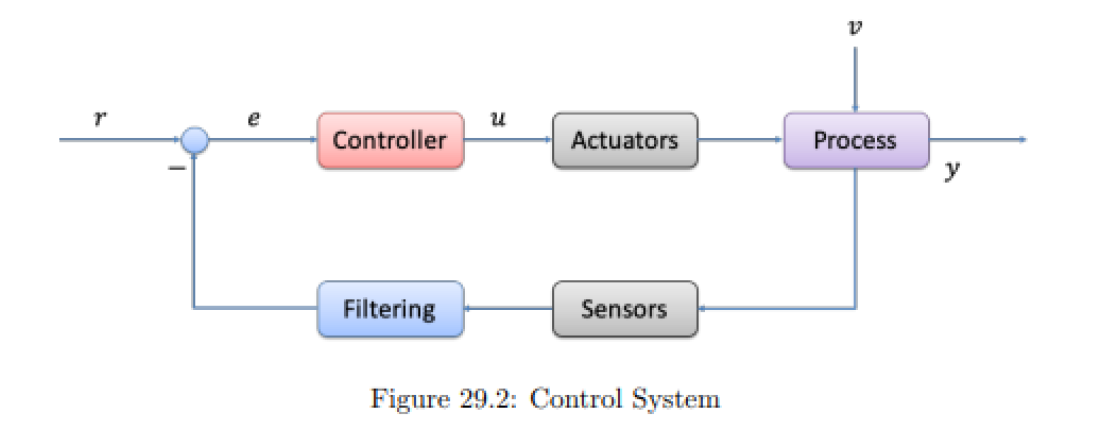 v
r
e
u
Controller
Actuators
Process
−
y
Filtering
Sensors
Figure 29.2: Control System